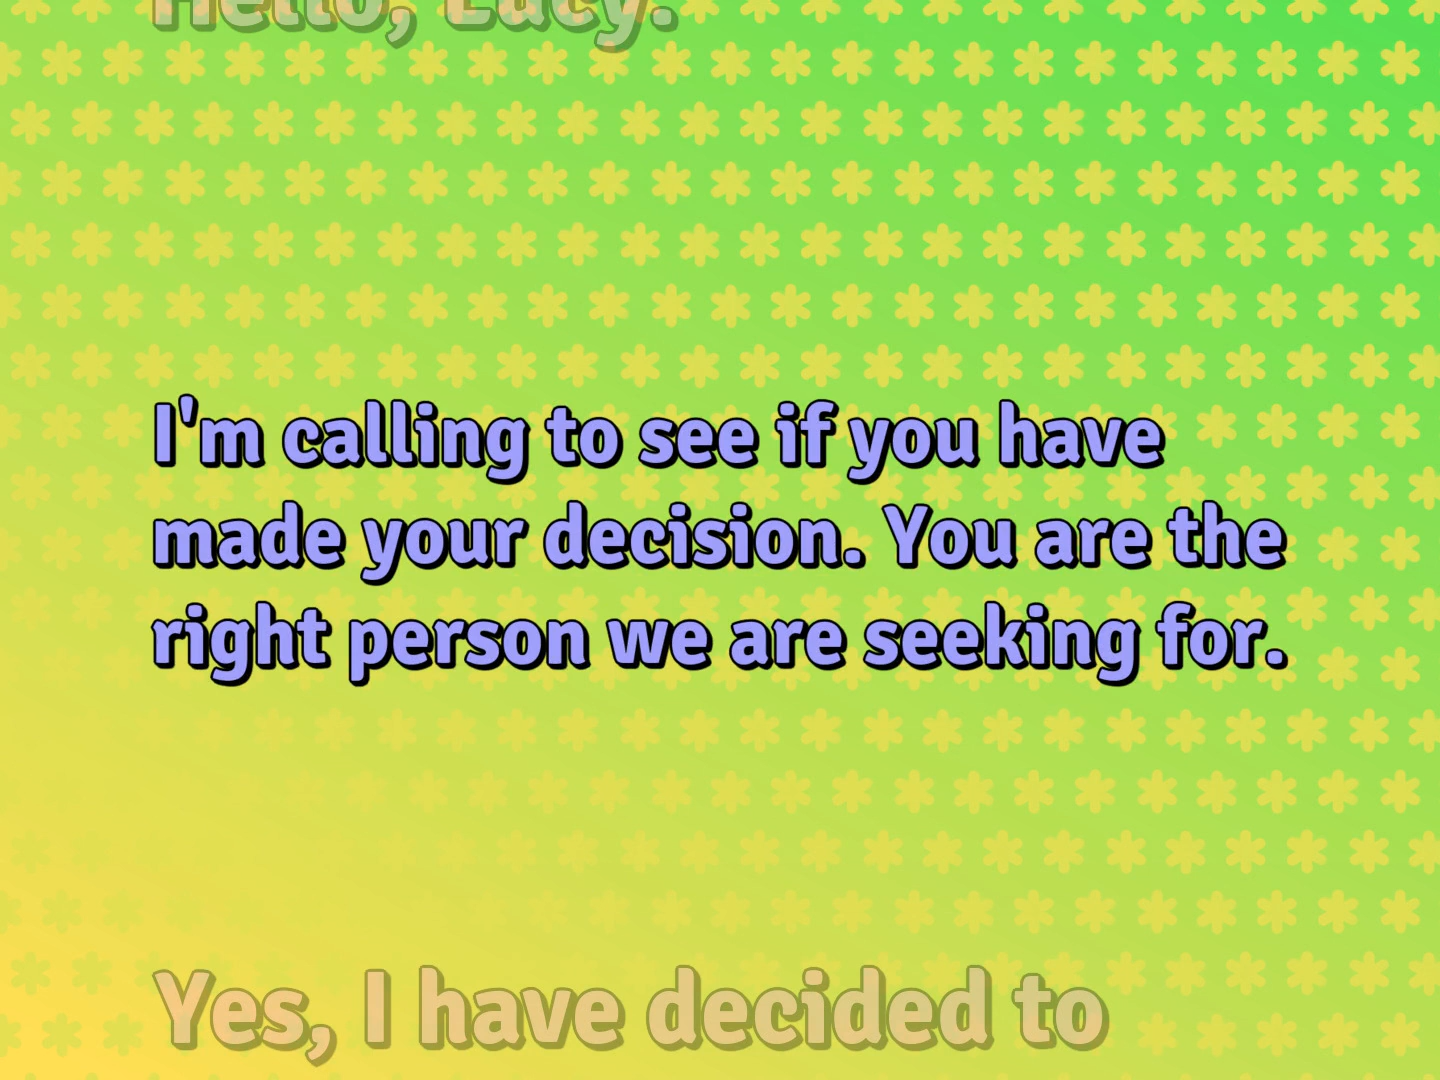 Hello, Lucy.
I'm calling to see if you have
made your decision. You are the
right person we are seeking for.
Yes, I have decided to